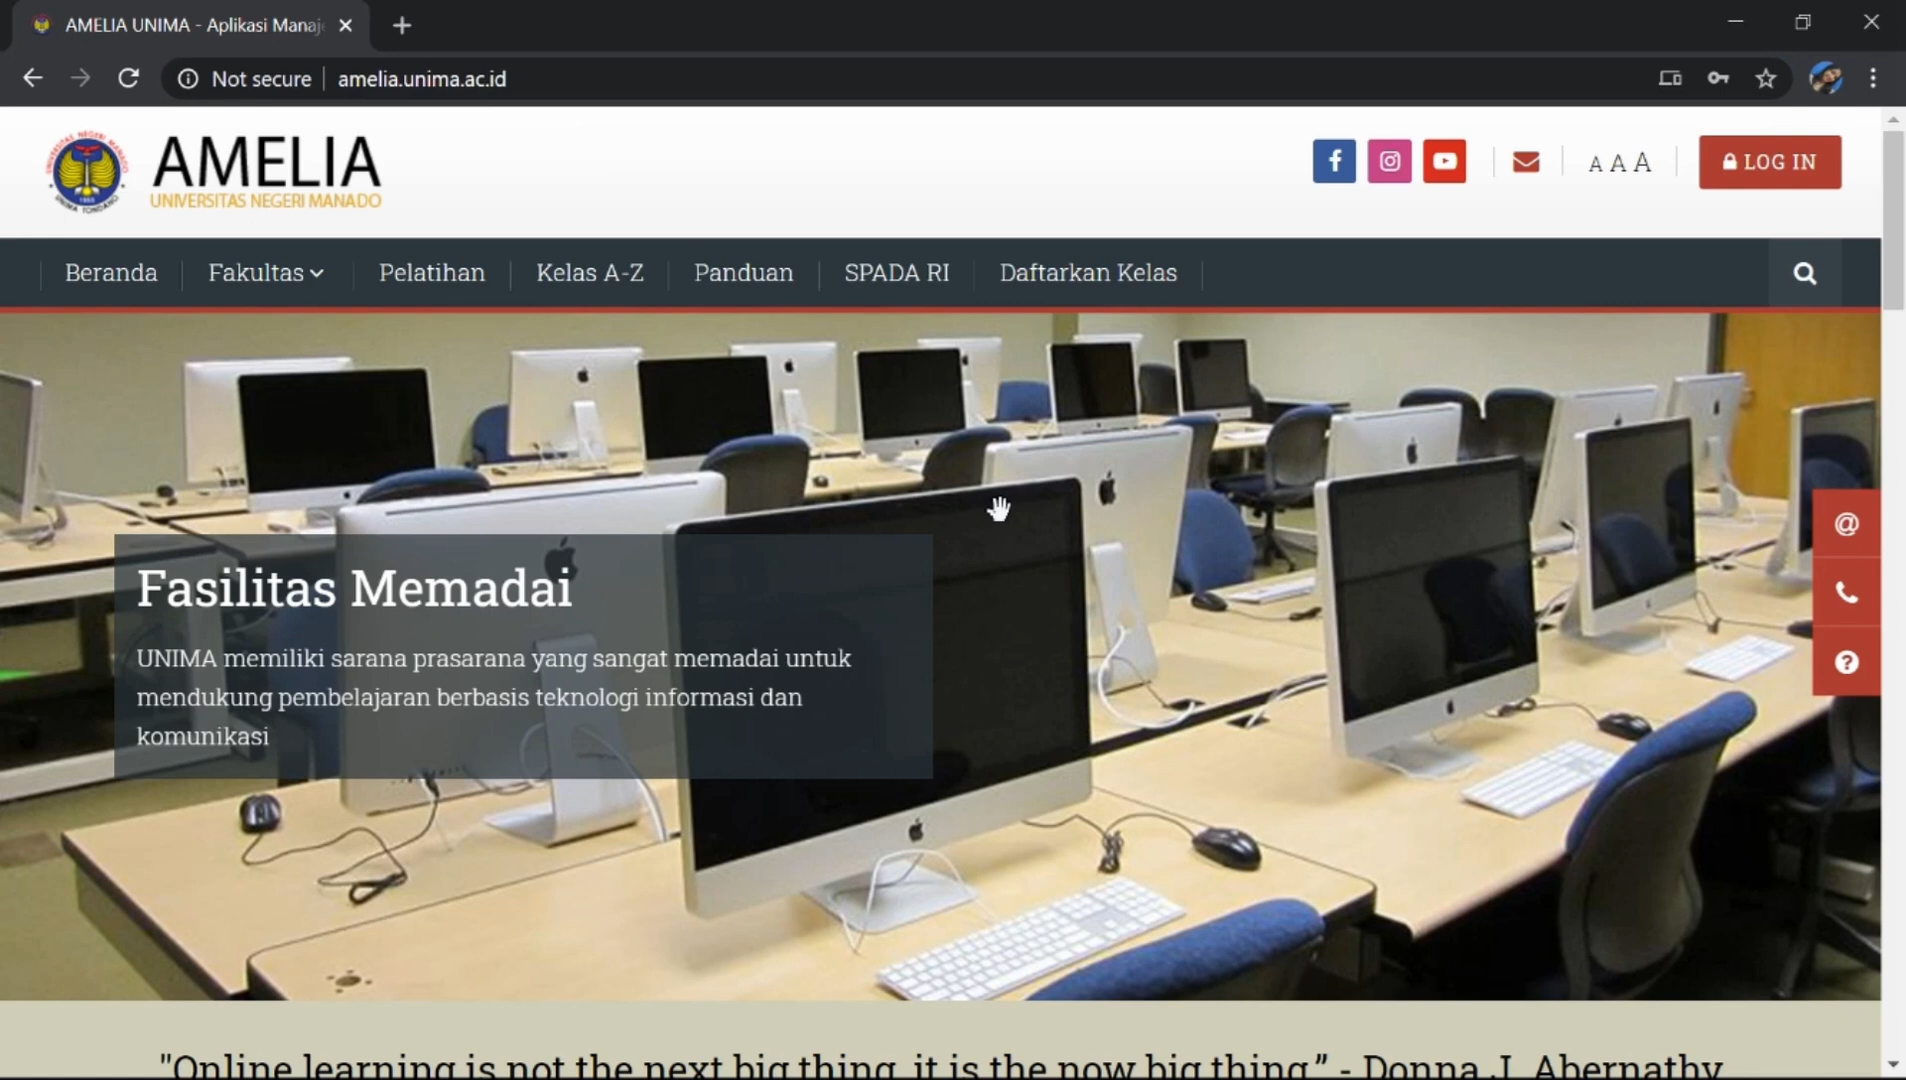 AMELIA UNIMA - Aplikasi Manaj
Not secure
amelia.unima.ac.id
AMELIA
UNIVERSITAS NEGERI MANADO
A A A
LOG IN
Beranda
Fakultas
Pelatihan
Kelas A-Z
Panduan
SPADA RI
Daftarkan Kelas
Fasilitas Memadai
UNIMA memiliki sarana prasarana yang sangat memadai untuk
mendukung pembelajaran berbasis teknologi informasi dan
komunikasi
"Online learning is not the next big thing, it is the now big thing.” - Donna J. Abernathy